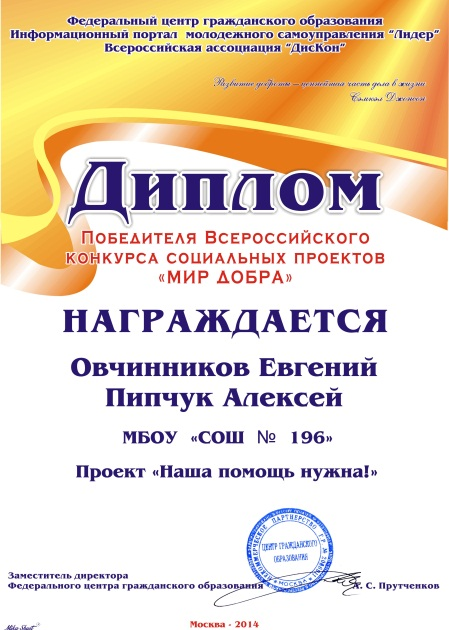 Федеральный центр гражданского образования
Информационный портал молодежного самоуправления "Лидер"
Всероссийская ассоциация "ДисКон"
Развитие доброты – ценнейшая часть дела в жизни
Сэмюэл Джонсон
Диплом
Победителя Всероссийского
конкурса социальных проектов
«МИР ДОБРА»
НАГРАЖДАЕТСЯ
Овчинников Евгений
Пипчук Алексей
МБОУ «СОШ № 196»
Проект «Наша помощь нужна!»
НЕКОММЕРЧЕСКОЕ ПАРТНЕРСТВО
ЦЕНТР ГРАЖДАНСКОГО
ОБРАЗОВАНИЯ
МОСКВА
Заместитель директора
Федерального центра гражданского образования А. С. Прутченков
Москва - 2014